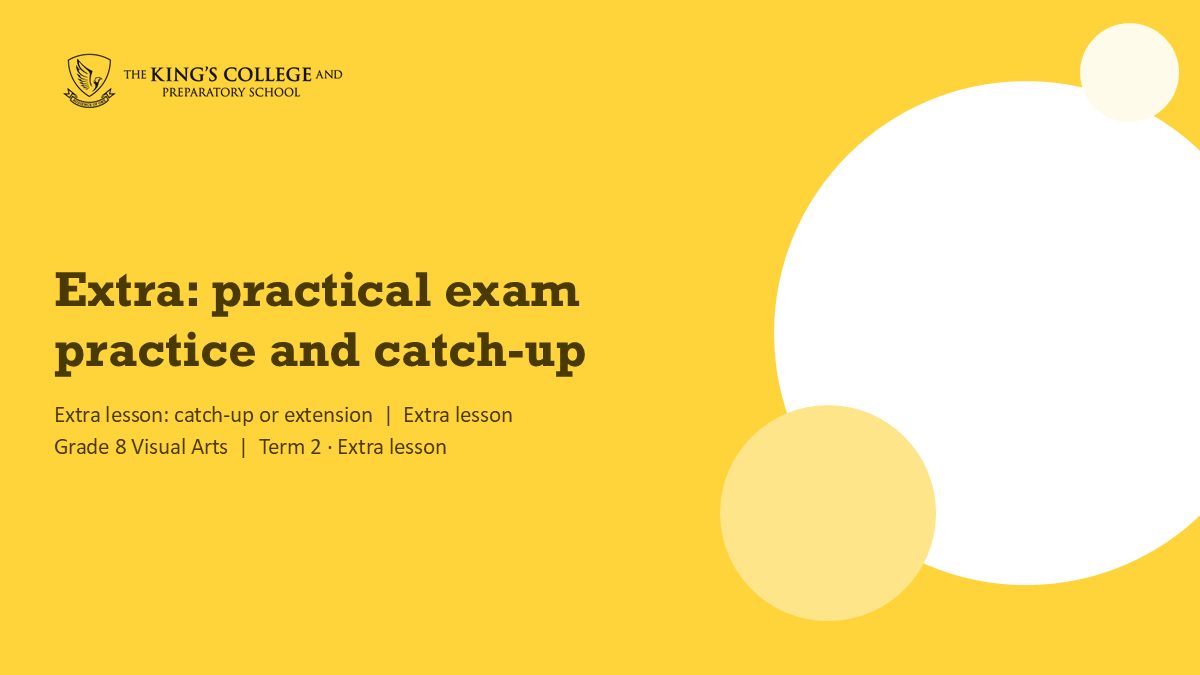 THE KING'S COLLEGE AND
PREPARATORY SCHOOL
Extra: practical exam
practice and catch-up
Extra lesson: catch-up or extension | Extra lesson
Grade 8 Visual Arts | Term 2 · Extra lesson